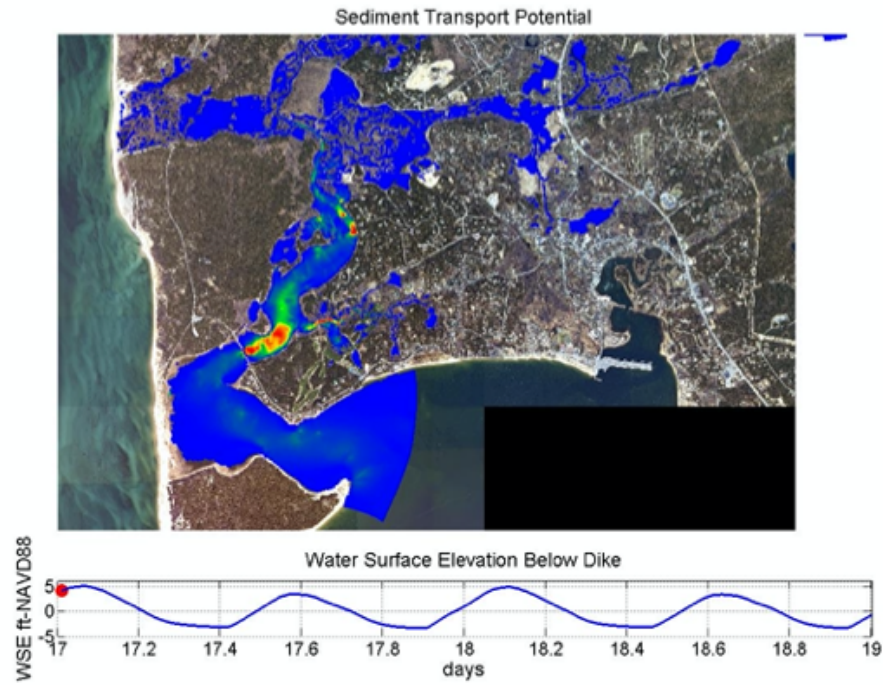 Sediment Transport Potential
Water Surface Elevation Below Dike
WSE ft-NAVD88
5
0
-5
17 17.2 17.4 17.6 17.8 18 18.2 18.4 18.6 18.8 19
days